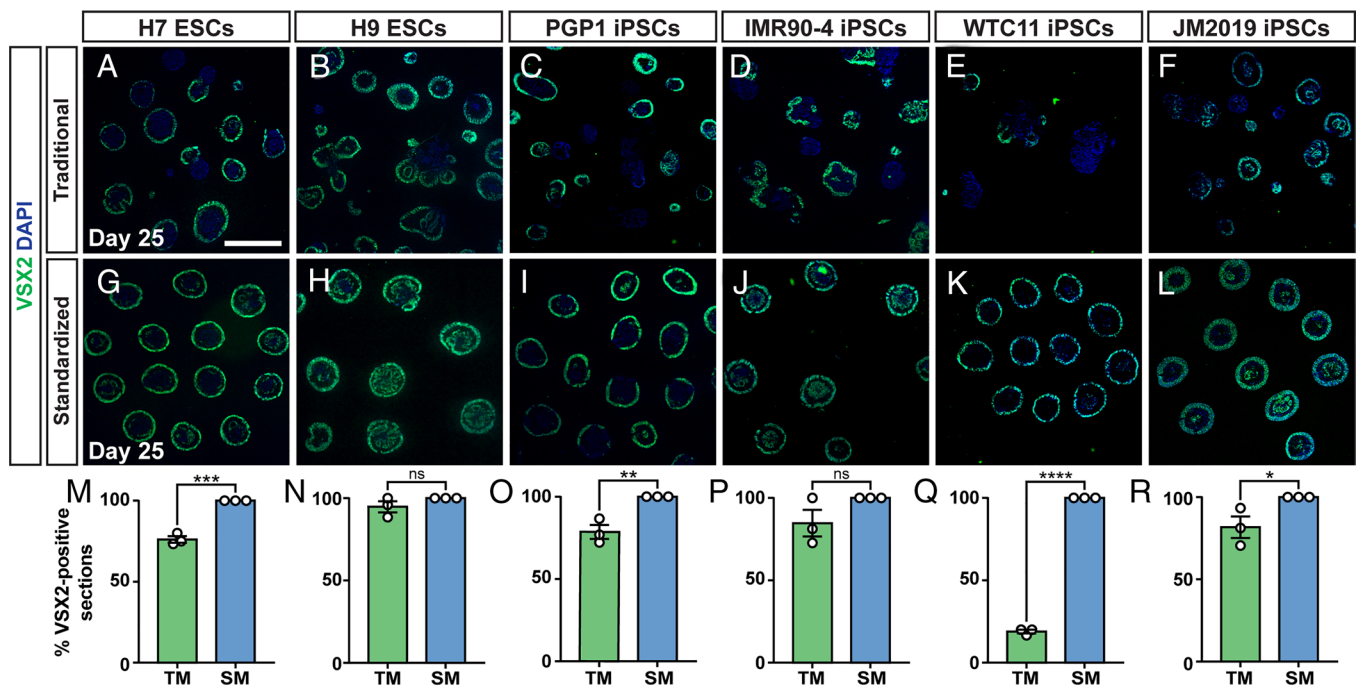 H7 ESCs H9 ESCs PGP1 iPSCs IMR90-4 iPSCs WTC11 iPSCs JM2019 iPSCs
VSX2 DAPI
Traditional
A B C D E F
Day 25
Standardized
G H I J K L
Day 25
M *** N ns O ** P ns Q **** R *
% VSX2-positive
sections
100 100 100 100 100 100
50 50 50 50 50 50
0 0 0 0 0 0
TM SM TM SM TM SM TM SM TM SM TM SM